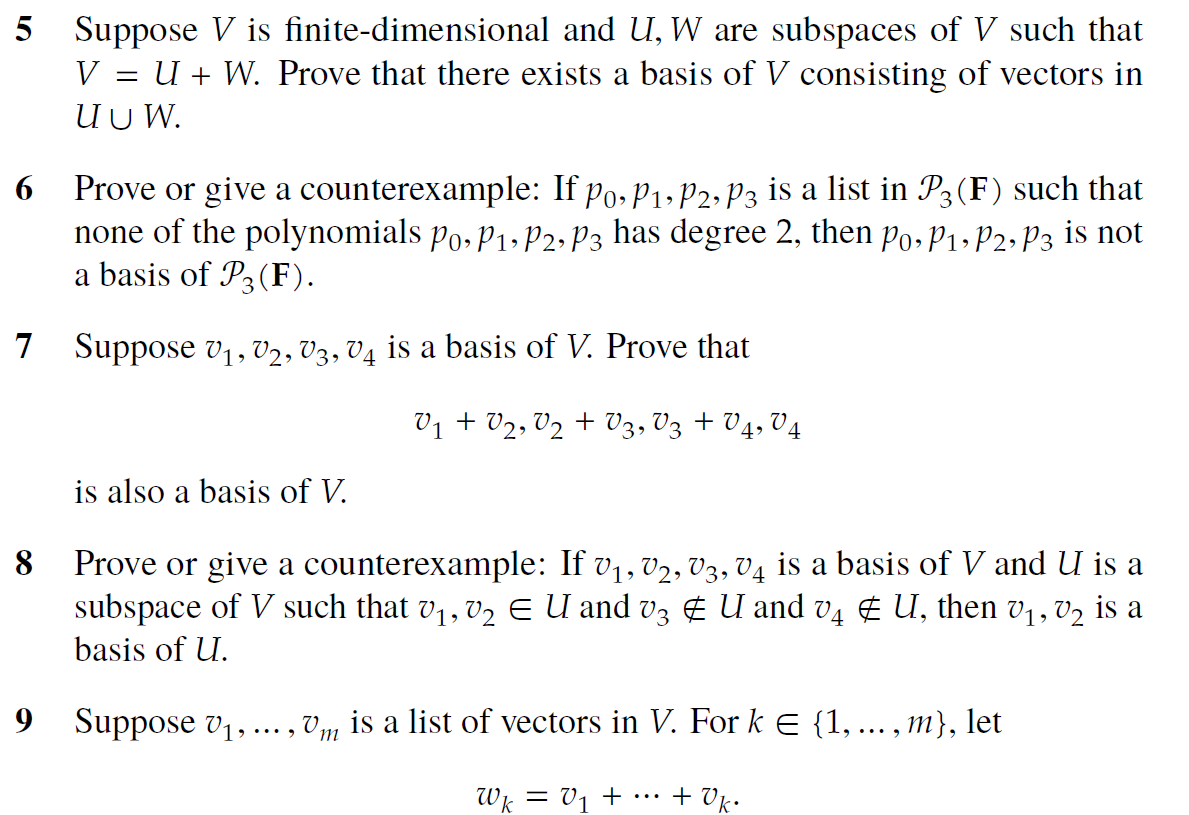 5 Suppose V is finite-dimensional and U, W are subspaces of V such that
V = U + W. Prove that there exists a basis of V consisting of vectors in
U ∪ W.
6 Prove or give a counterexample: If p₀, p₁, p₂, p₃ is a list in 𝒫₃(𝐅) such that
none of the polynomials p₀, p₁, p₂, p₃ has degree 2, then p₀, p₁, p₂, p₃ is not
a basis of 𝒫₃(𝐅).
7 Suppose v₁, v₂, v₃, v₄ is a basis of V. Prove that
v₁ + v₂, v₂ + v₃, v₃ + v₄, v₄
is also a basis of V.
8 Prove or give a counterexample: If v₁, v₂, v₃, v₄ is a basis of V and U is a
subspace of V such that v₁, v₂ ∈ U and v₃ ∉ U and v₄ ∉ U, then v₁, v₂ is a
basis of U.
9 Suppose v₁, … , vₘ is a list of vectors in V. For k ∈ {1, … , m}, let
wₖ = v₁ + ⋯ + vₖ.